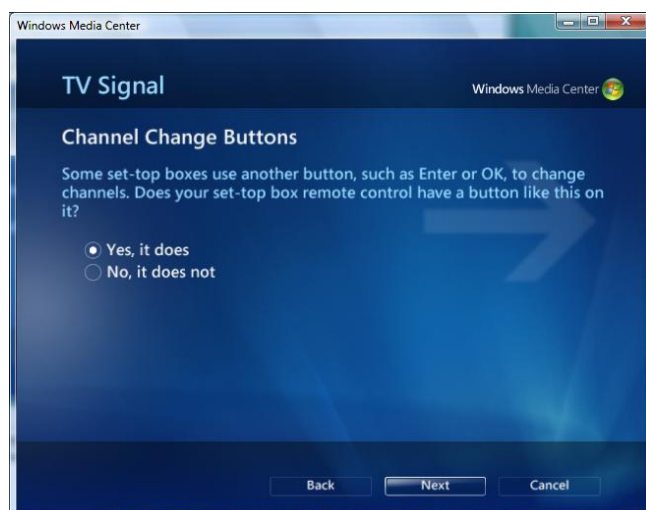 Windows Media Center
TV Signal
Windows Media Center
Channel Change Buttons
Some set-top boxes use another button, such as Enter or OK, to change
channels. Does your set-top box remote control have a button like this on
it?
Yes, it does
No, it does not
Back Next Cancel